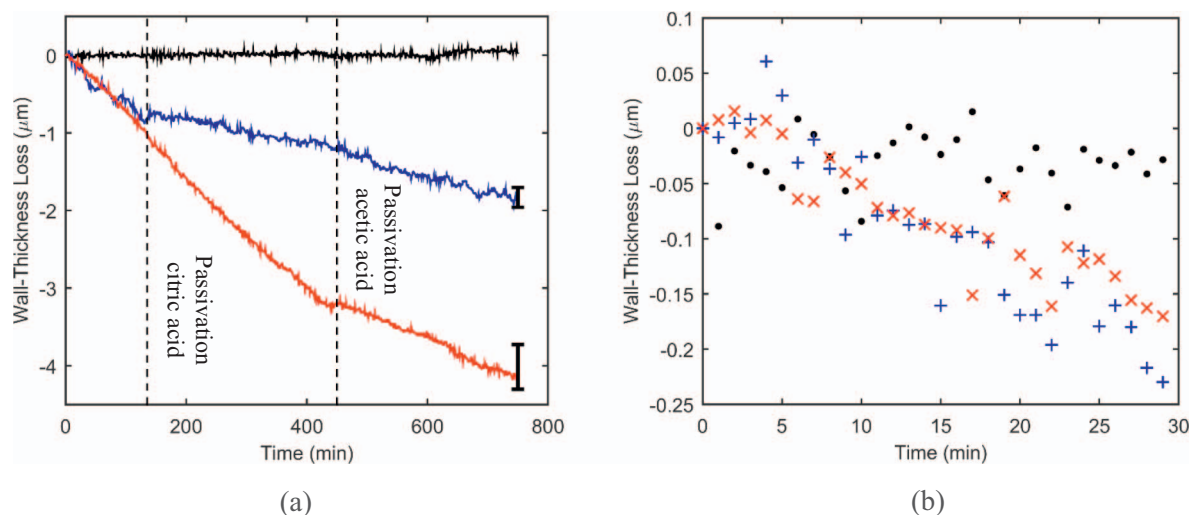 0
-1
-2
-3
-4
0
200
400
600
800
Wall-Thickness Loss (μm)
Time (min)
Passivation
citric acid
Passivation
acetic acid
(a)
0.1
0.05
0
-0.05
-0.1
-0.15
-0.2
-0.25
0
5
10
15
20
25
30
Wall-Thickness Loss (μm)
Time (min)
(b)